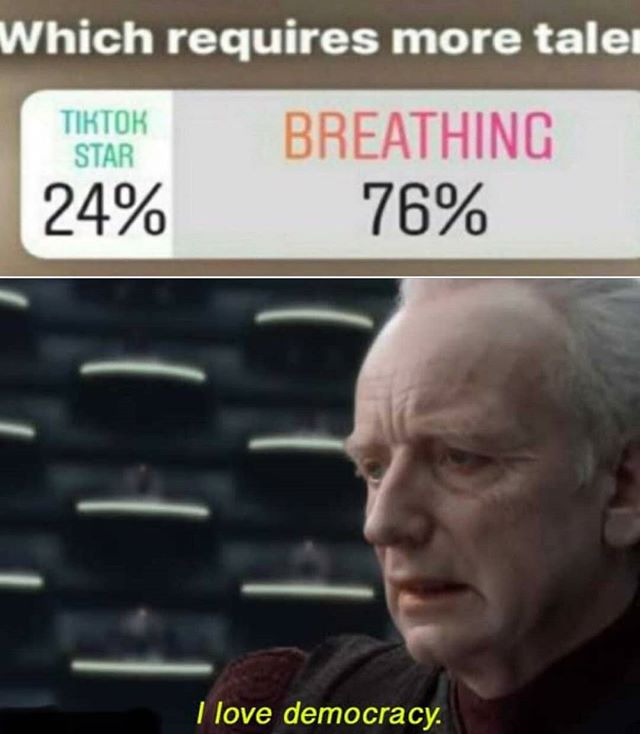 Which requires more
TIKTOK
STAR
24%
BREATHING
76%
I love democracy.